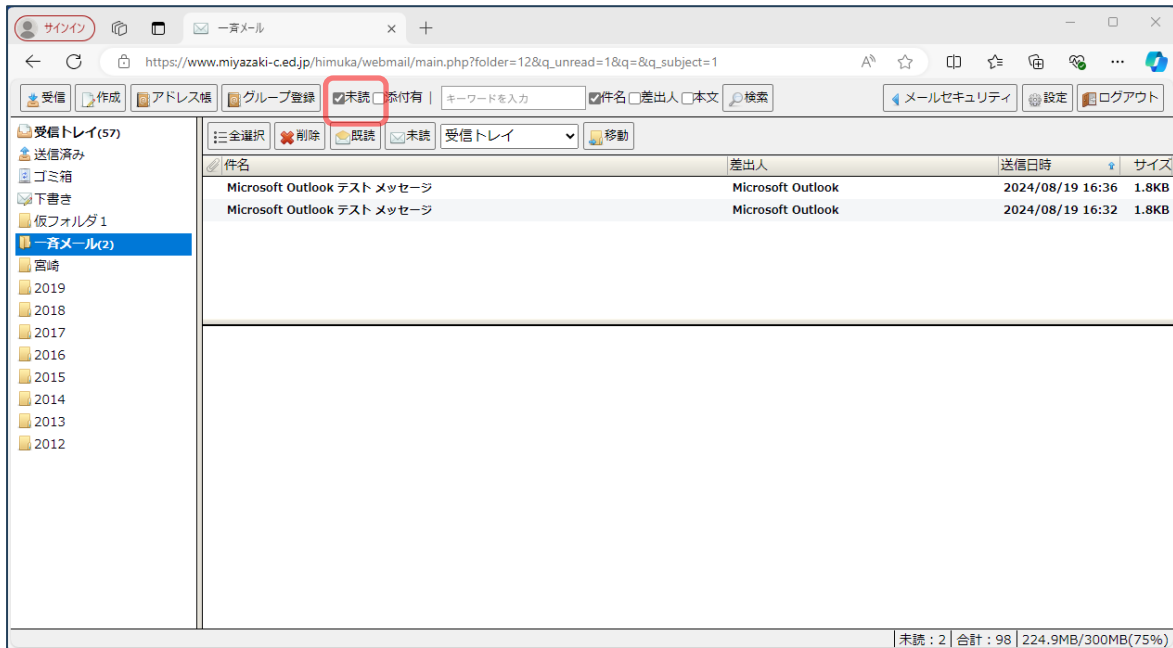 サインイン 一斉メール
https://www.miyazaki-c.ed.jp/himuka/webmail/main.php?folder=12&q_unread=1&q=&q_subject=1
受信 作成 アドレス帳 グループ登録 未読 添付有 | キーワードを入力 件名 差出人 本文 検索 メールセキュリティ 設定 ログアウト
受信トレイ(57)
送信済み
ゴミ箱
下書き
仮フォルダ1
一斉メール(2)
宮崎
2019
2018
2017
2016
2015
2014
2013
2012
全選択 削除 既読 未読 受信トレイ 移動
件名 差出人 送信日時 サイズ
Microsoft Outlook テスト メッセージ Microsoft Outlook 2024/08/19 16:36 1.8KB
Microsoft Outlook テスト メッセージ Microsoft Outlook 2024/08/19 16:32 1.8KB
未読:2 合計:98 224.9MB/300MB(75%)